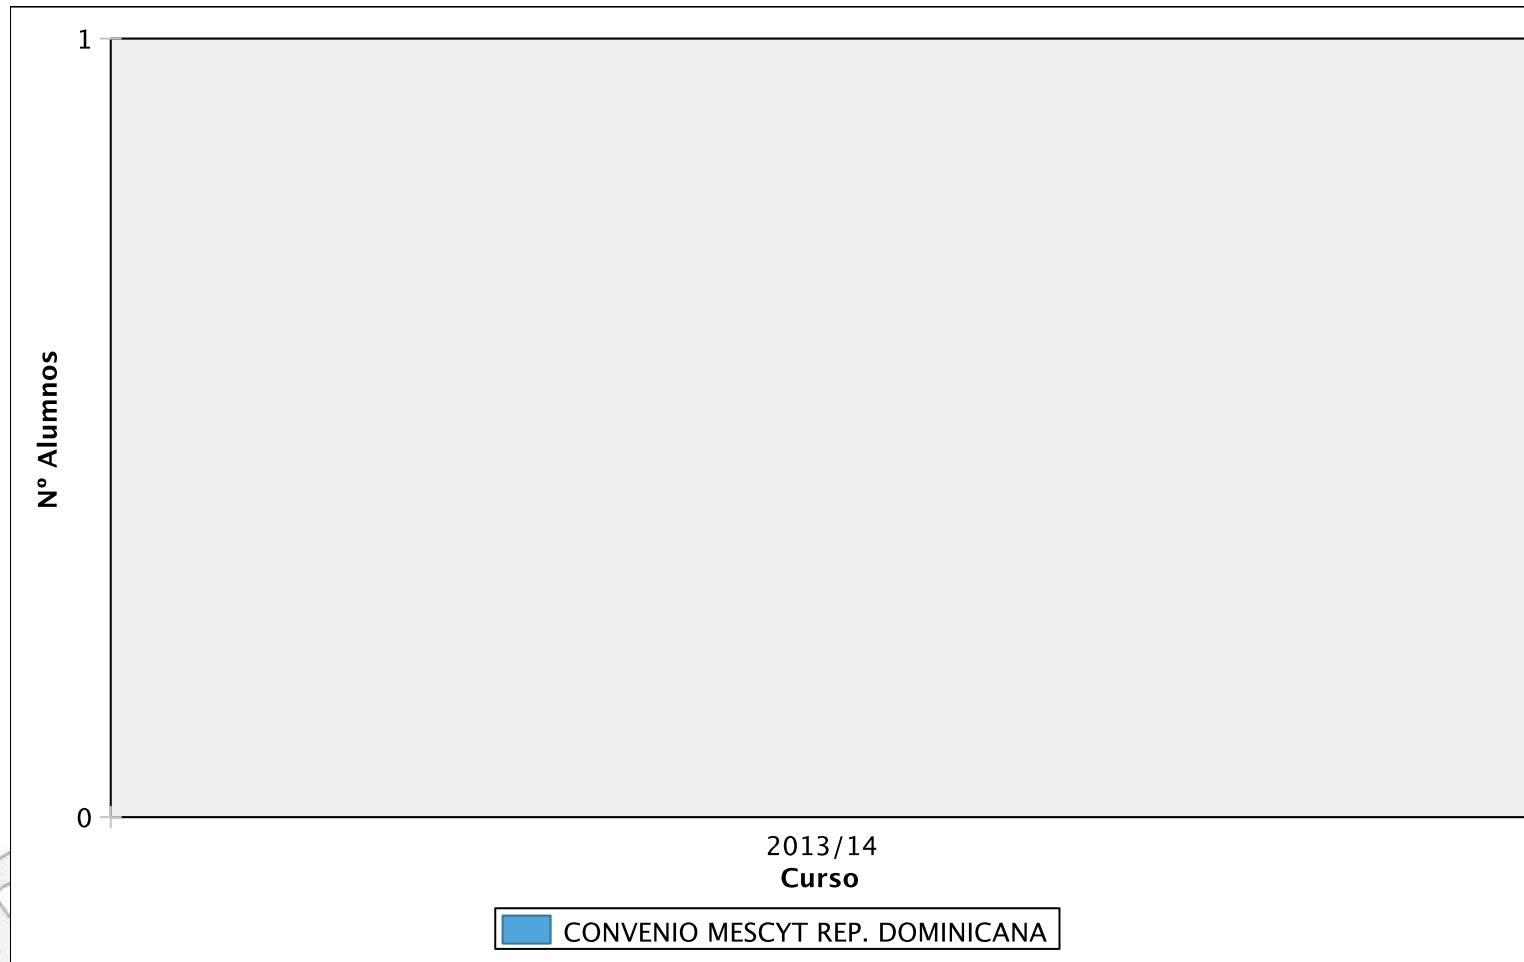 1
Nº Alumnos
0
2013/14
Curso
CONVENIO MESCYT REP. DOMINICANA